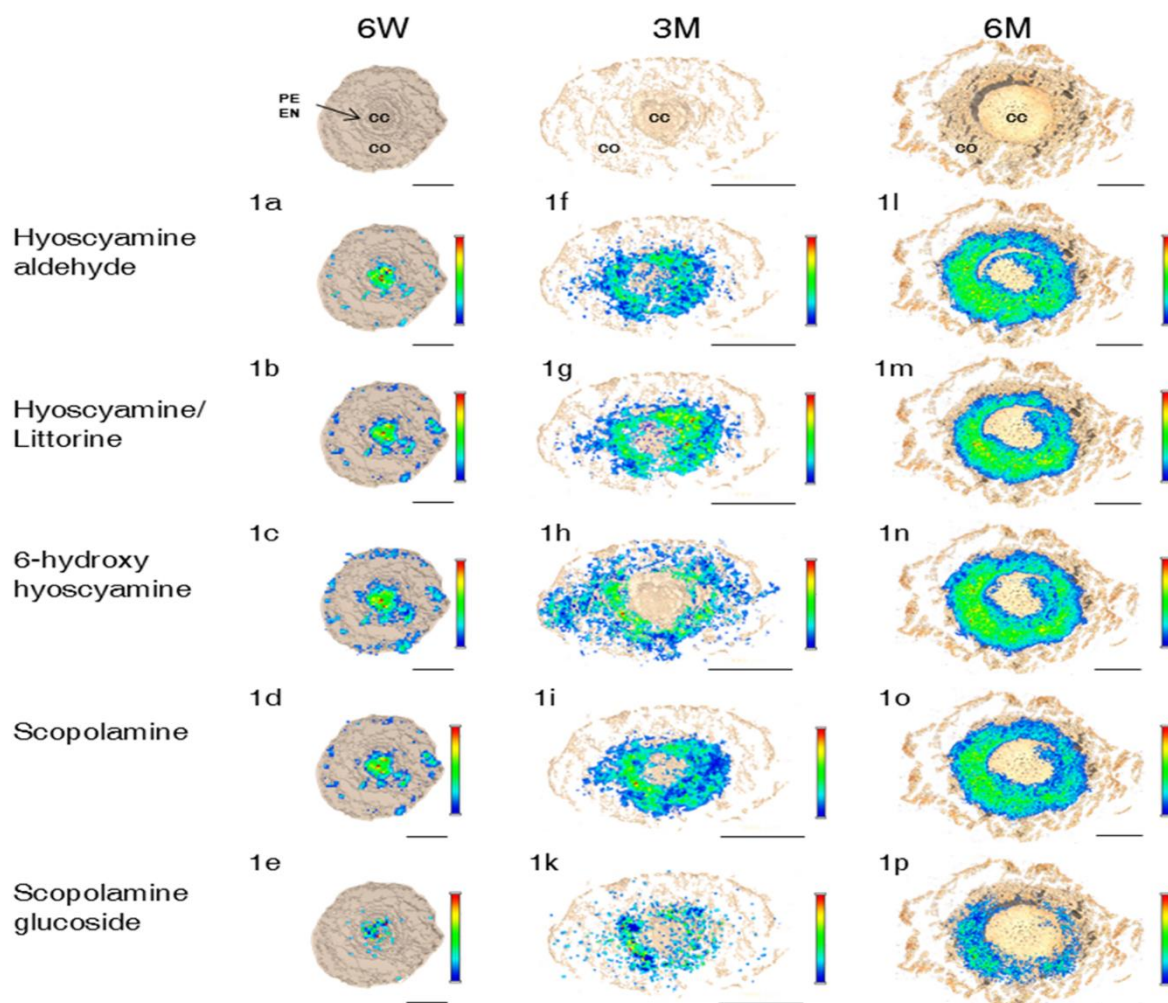 6W 3M 6M
PE
EN
cc cc cc
co co co
1a 1f 1l
Hyoscyamine
aldehyde
1b 1g 1m
Hyoscyamine/
Littorine
1c 1h 1n
6-hydroxy
hyoscyamine
1d 1i 1o
Scopolamine
1e 1k 1p
Scopolamine
glucoside